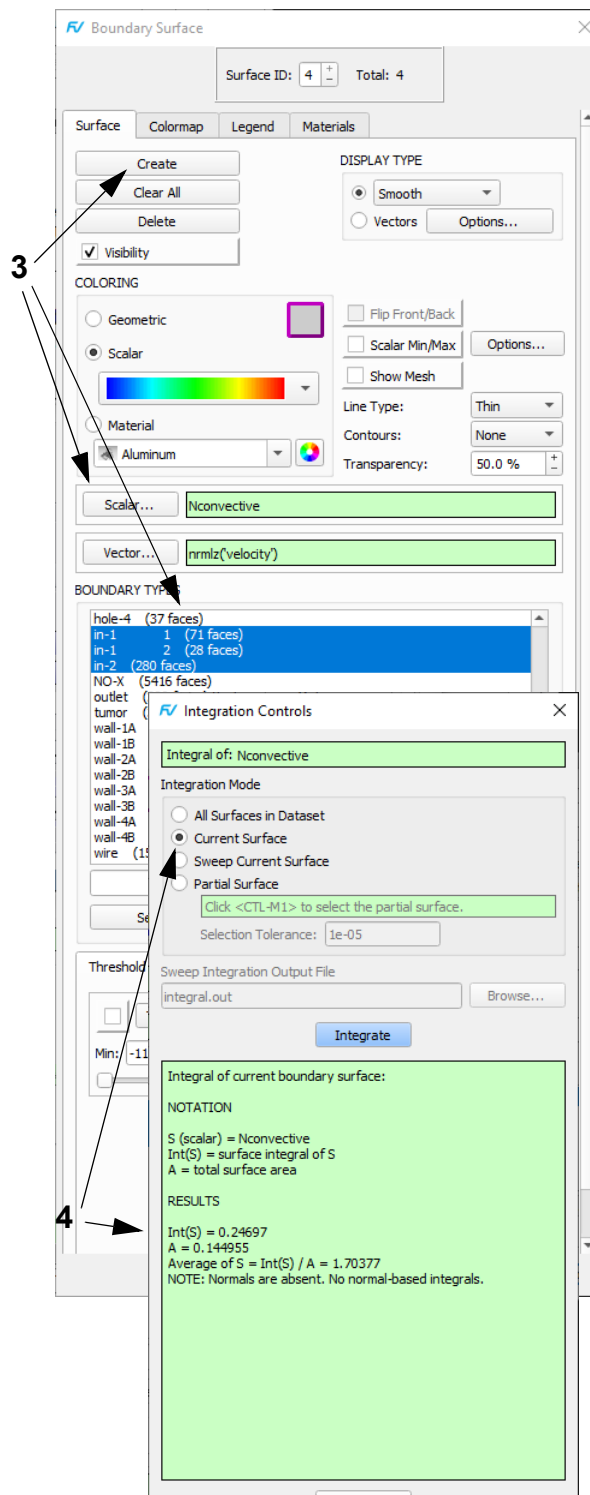 FV Boundary Surface
Surface ID: 4 Total: 4
Surface Colormap Legend Materials
Create
Clear All
Delete
Visibility
DISPLAY TYPE
Smooth
Vectors Options...
3
COLORING
Geometric
Scalar
Material
Aluminum
Flip Front/Back
Scalar Min/Max Options...
Show Mesh
Line Type: Thin
Contours: None
Transparency: 50.0 %
Scalar... Nconvective
Vector... nrmlz('velocity')
BOUNDARY TYPES
hole-4 (37 faces)
in-1 1 (71 faces)
in-1 2 (28 faces)
in-2 (280 faces)
NO-X (5416 faces)
outlet (
tumor (
wall-1A
wall-1B
wall-2A
wall-2B
wall-3A
wall-3B
wall-4A
wall-4B
wire (15
Se
Threshold
Min: -11
FV Integration Controls
Integral of: Nconvective
Integration Mode
All Surfaces in Dataset
Current Surface
Sweep Current Surface
Partial Surface
Click <CTL-M1> to select the partial surface.
Selection Tolerance: 1e-05
Sweep Integration Output File
integral.out Browse...
Integrate
Integral of current boundary surface:
NOTATION
S (scalar) = Nconvective
Int(S) = surface integral of S
A = total surface area
RESULTS
4
Int(S) = 0.24697
A = 0.144955
Average of S = Int(S) / A = 1.70377
NOTE: Normals are absent. No normal-based integrals.